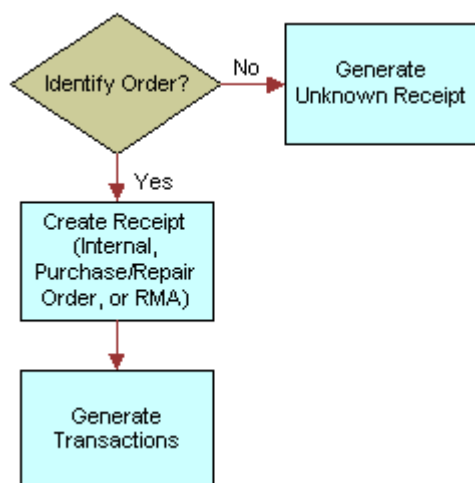 Identify Order?
No
Generate
Unknown Receipt
Yes
Create Receipt
(Internal,
Purchase/Repair
Order, or RMA)
Generate
Transactions